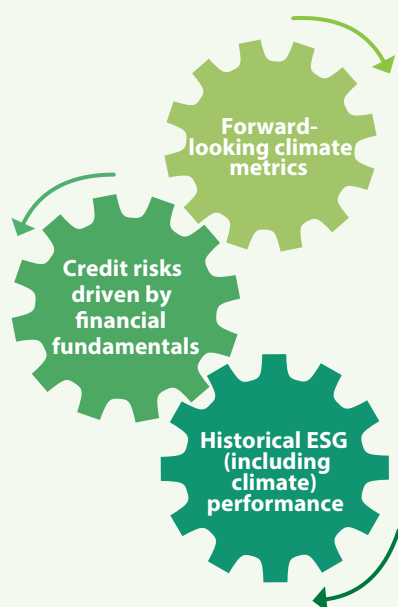 Forward-
looking climate
metrics
Credit risks
driven by
financial
fundamentals
Historical ESG
(including
climate)
performance